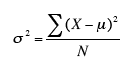 σ² = ∑(X − μ)² / N